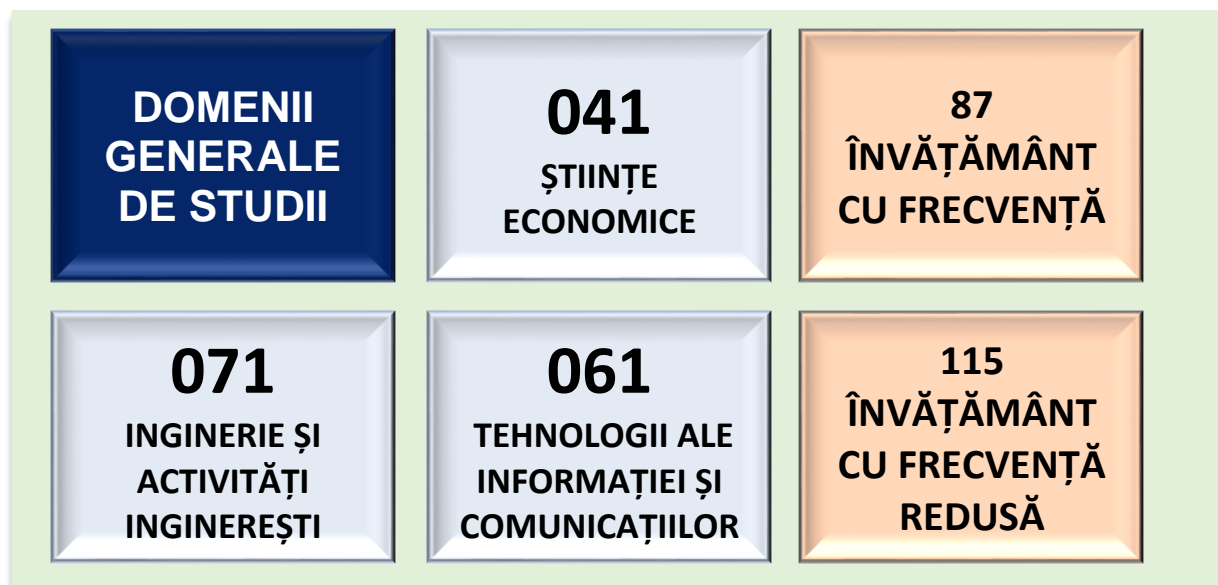 DOMENII
GENERALE
DE STUDII
041
ȘTIINȚE
ECONOMICE
87
ÎNVĂȚĂMÂNT
CU FRECVENȚĂ
071
INGINERIE ȘI
ACTIVITĂȚI
INGINEREȘTI
061
TEHNOLOGII ALE
INFORMAȚIEI ȘI
COMUNICAȚIILOR
115
ÎNVĂȚĂMÂNT
CU FRECVENȚĂ
REDUSĂ